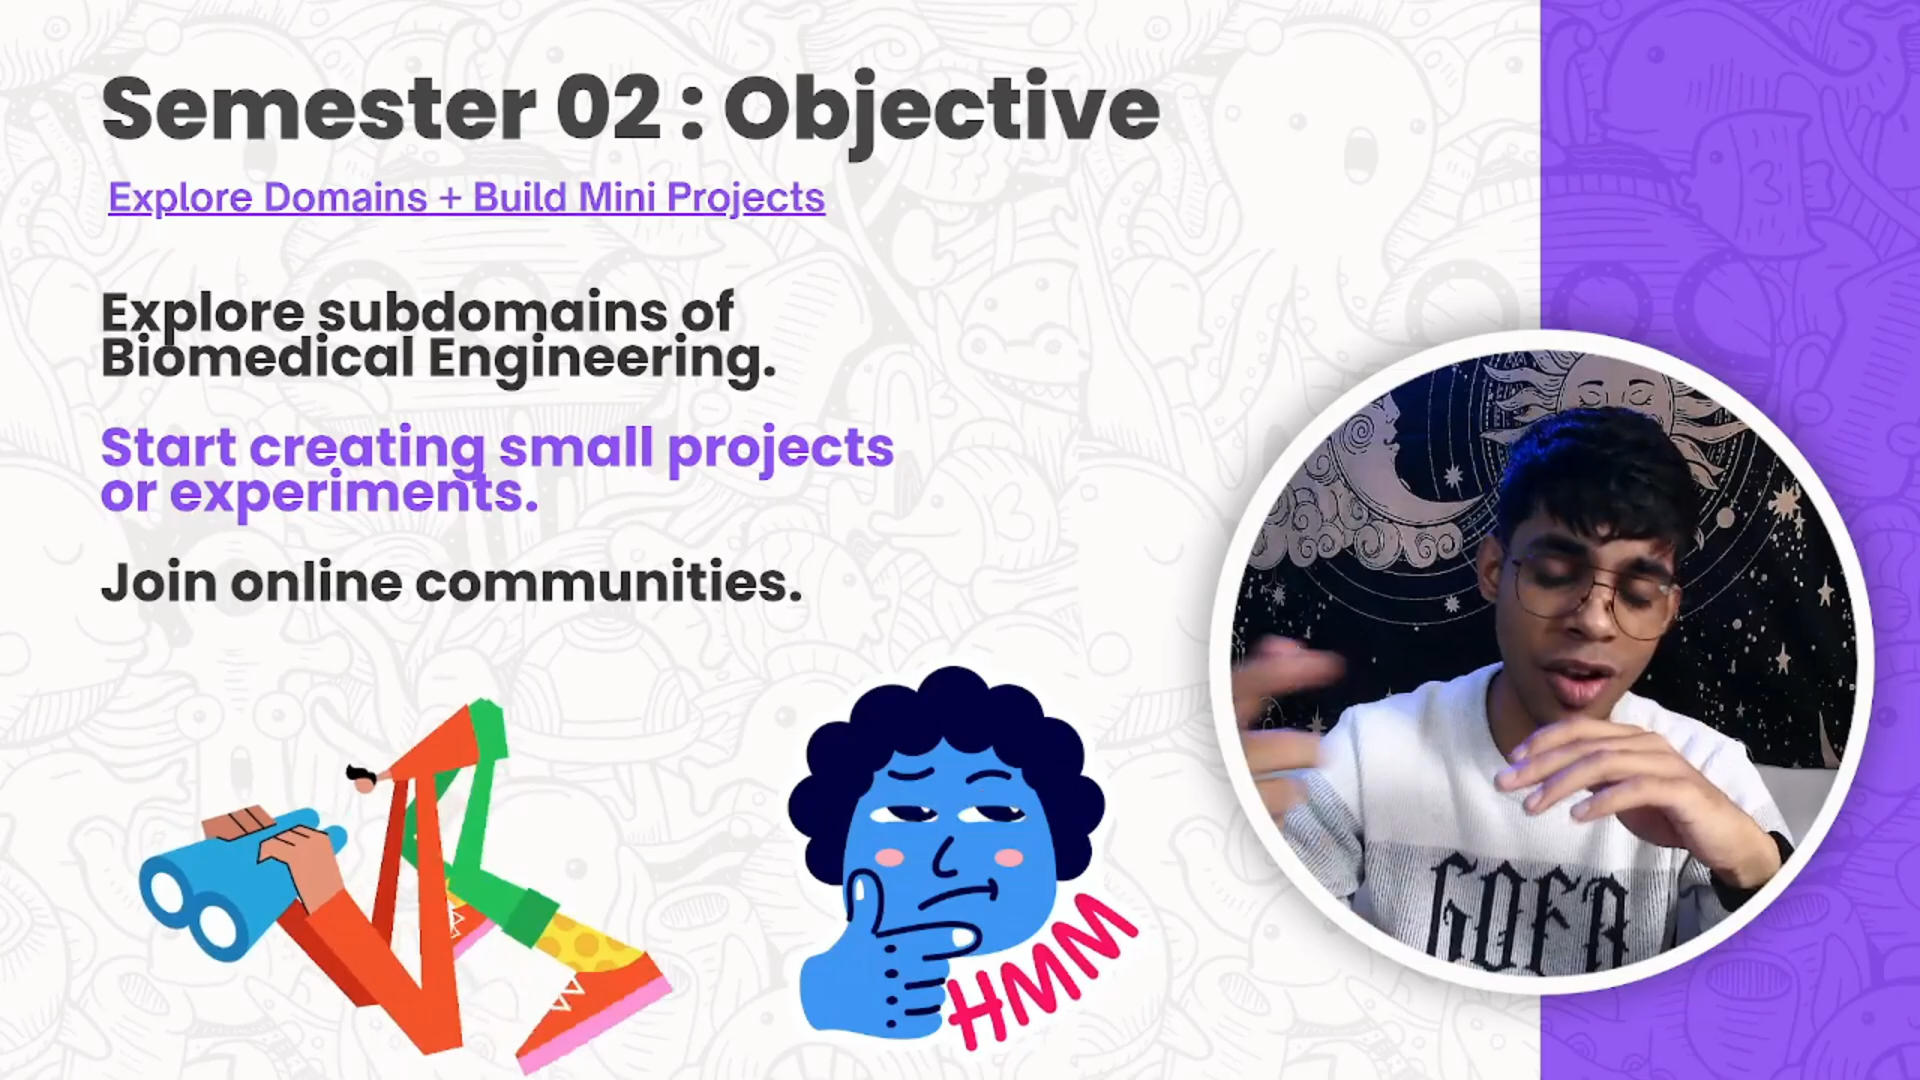 Semester 02 : Objective
Explore Domains + Build Mini Projects
Explore subdomains of
Biomedical Engineering.
Start creating small projects
or experiments.
Join online communities.
HMM